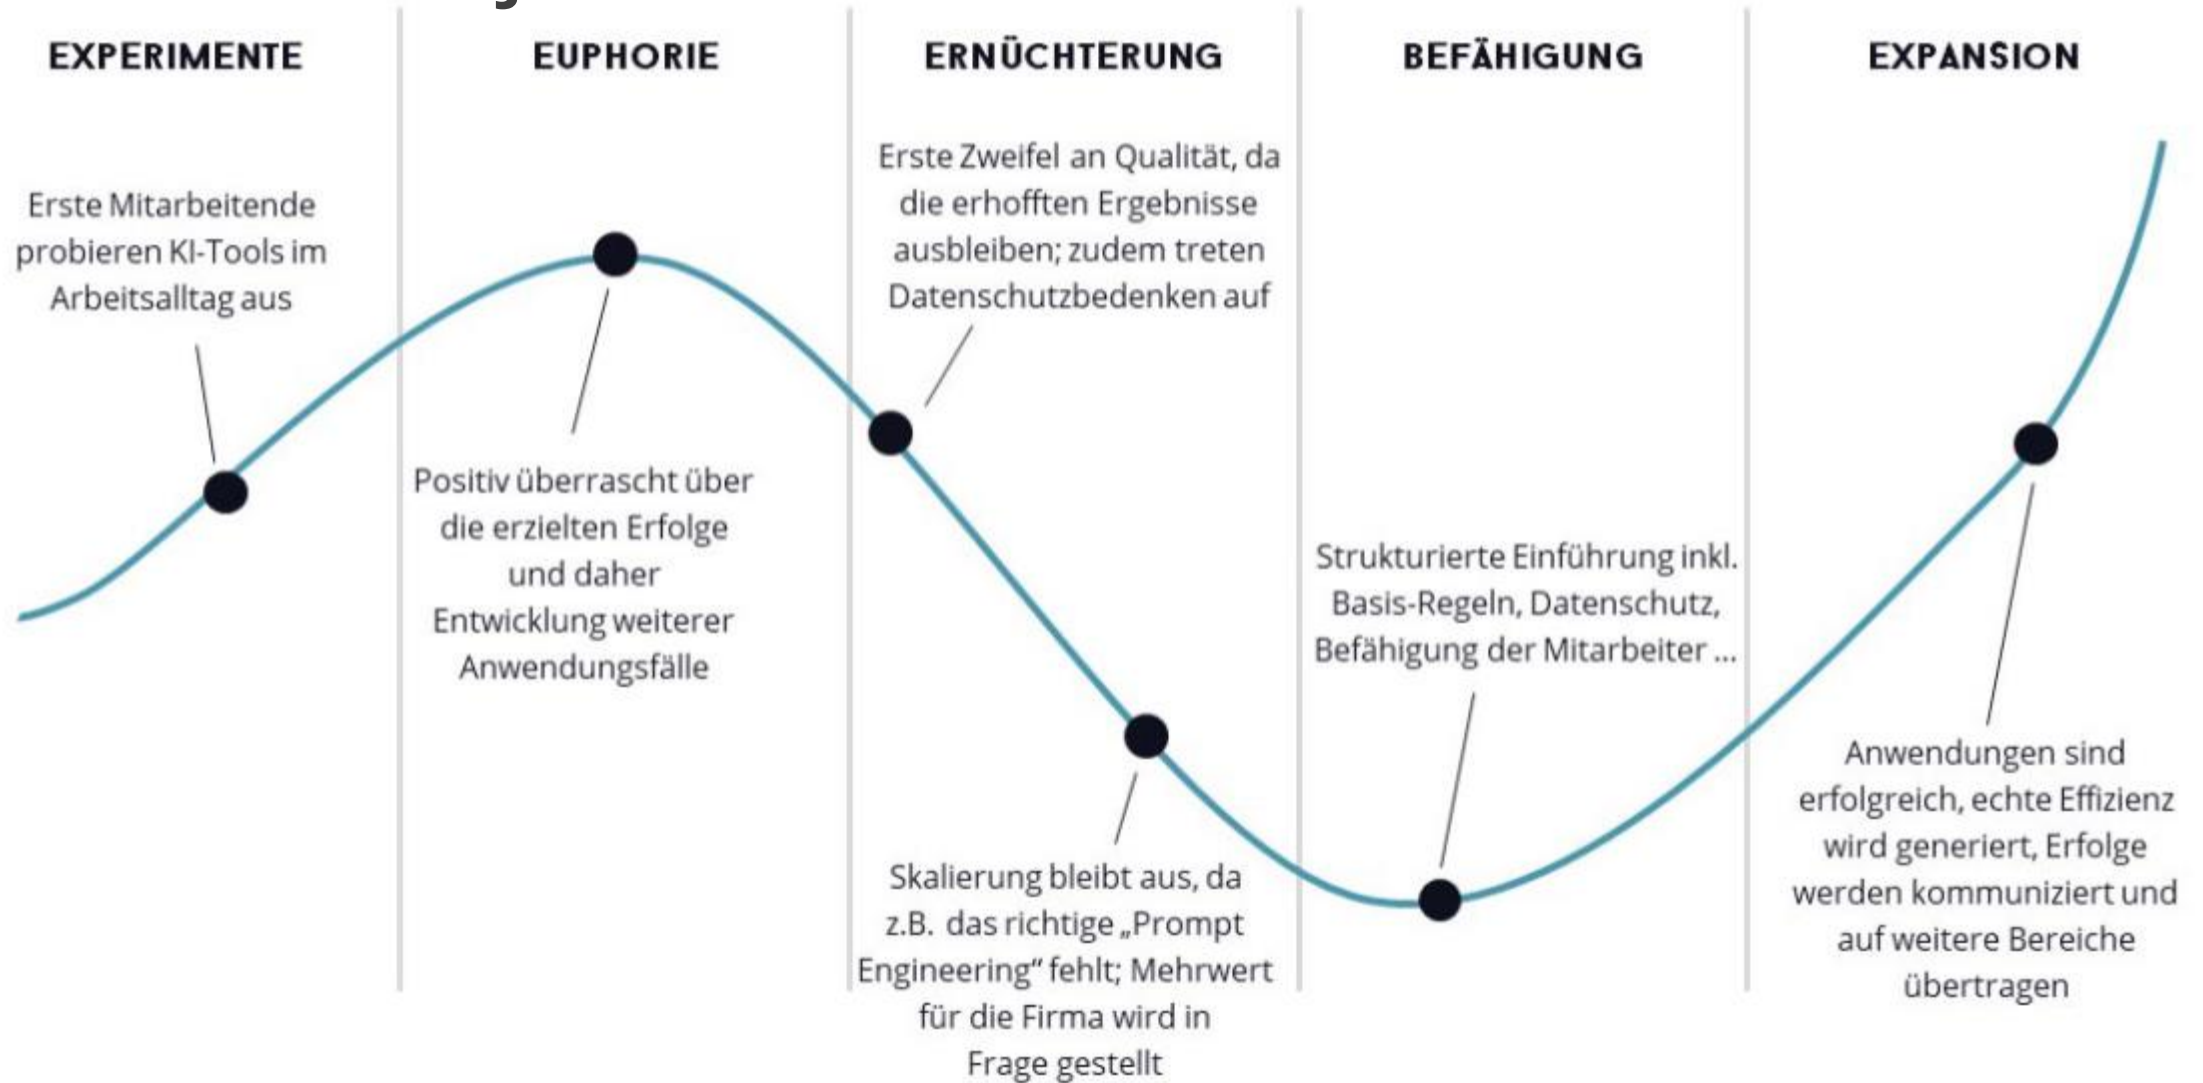 EXPERIMENTE
EUPHORIE
ERNÜCHTERUNG
BEFÄHIGUNG
EXPANSION
Erste Mitarbeitende
probieren KI-Tools im
Arbeitsalltag aus
Positiv überrascht über
die erzielten Erfolge
und daher
Entwicklung weiterer
Anwendungsfälle
Erste Zweifel an Qualität, da
die erhofften Ergebnisse
ausbleiben; zudem treten
Datenschutzbedenken auf
Skalierung bleibt aus, da
z.B. das richtige „Prompt
Engineering“ fehlt; Mehrwert
für die Firma wird in
Frage gestellt
Strukturierte Einführung inkl.
Basis-Regeln, Datenschutz,
Befähigung der Mitarbeiter ...
Anwendungen sind
erfolgreich, echte Effizienz
wird generiert, Erfolge
werden kommuniziert und
auf weitere Bereiche
übertragen